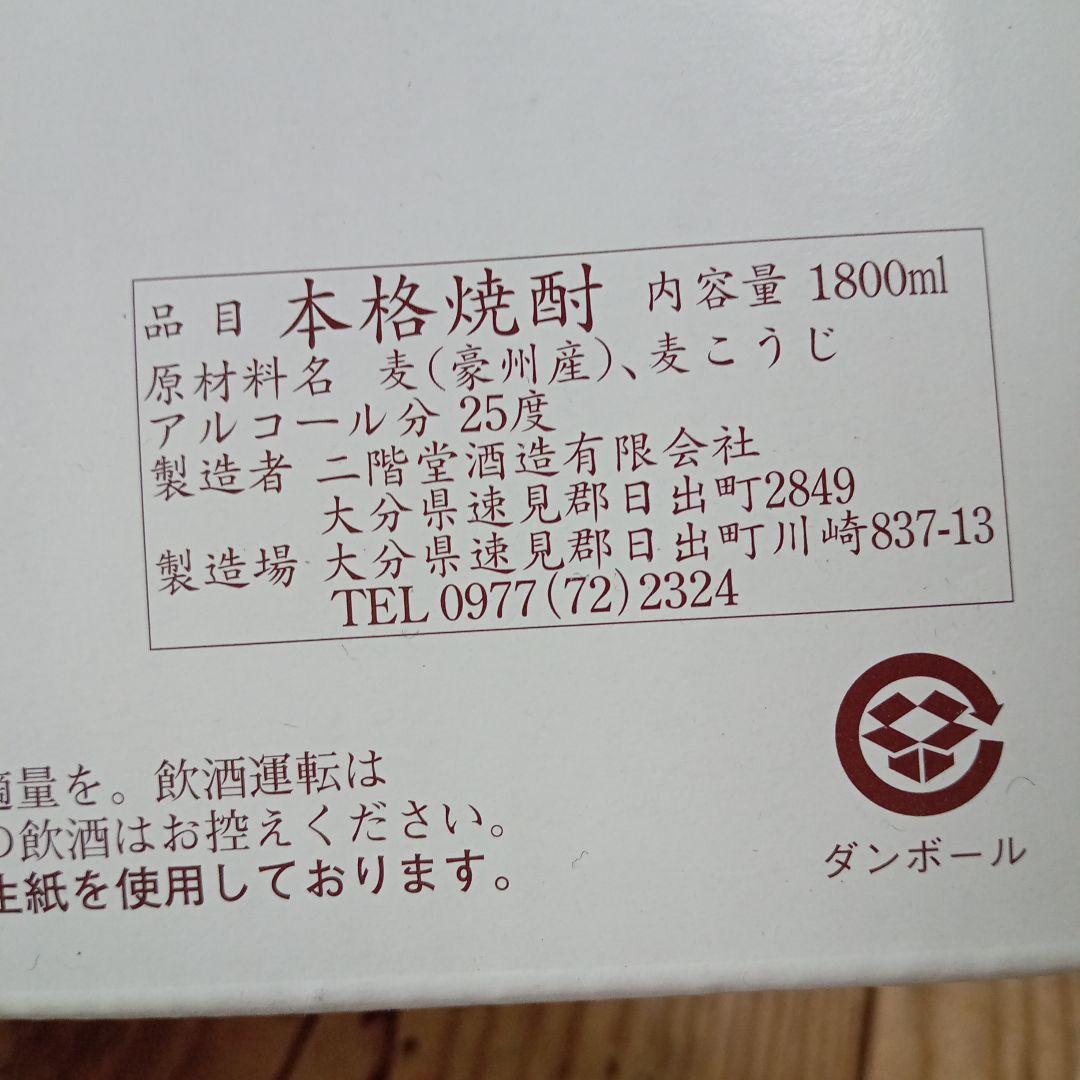 品目 本格焼酎 内容量 1800ml
原材料名 麦(豪州産)、麦こうじ
アルコール分 25度
製造者 二階堂酒造有限会社
大分県速見郡日出町2849
製造場 大分県速見郡日出町川崎837-13
TEL 0977(72)2324
適量を。飲酒運転は
の飲酒はお控えください。
生紙を使用しております。
ダンボール